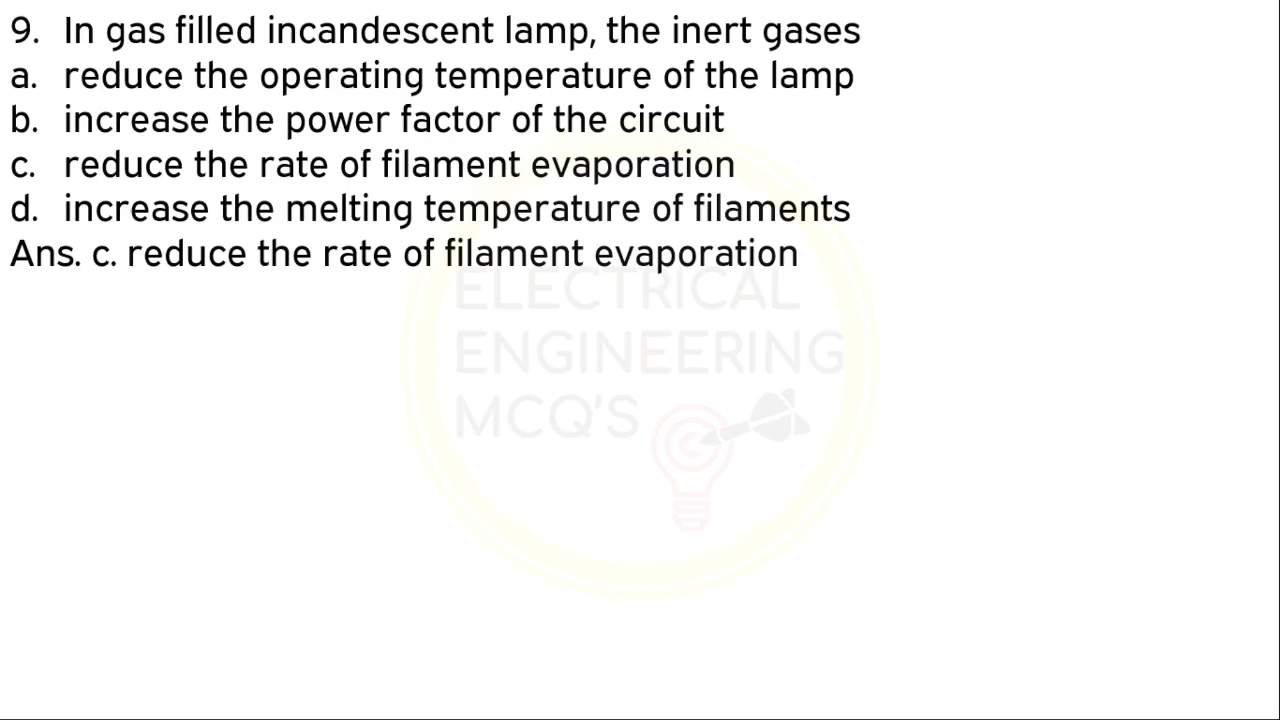 9. In gas filled incandescent lamp, the inert gases
a. reduce the operating temperature of the lamp
b. increase the power factor of the circuit
c. reduce the rate of filament evaporation
d. increase the melting temperature of filaments
Ans. c. reduce the rate of filament evaporation
ELECTRICAL
ENGINEERING
MCQ'S